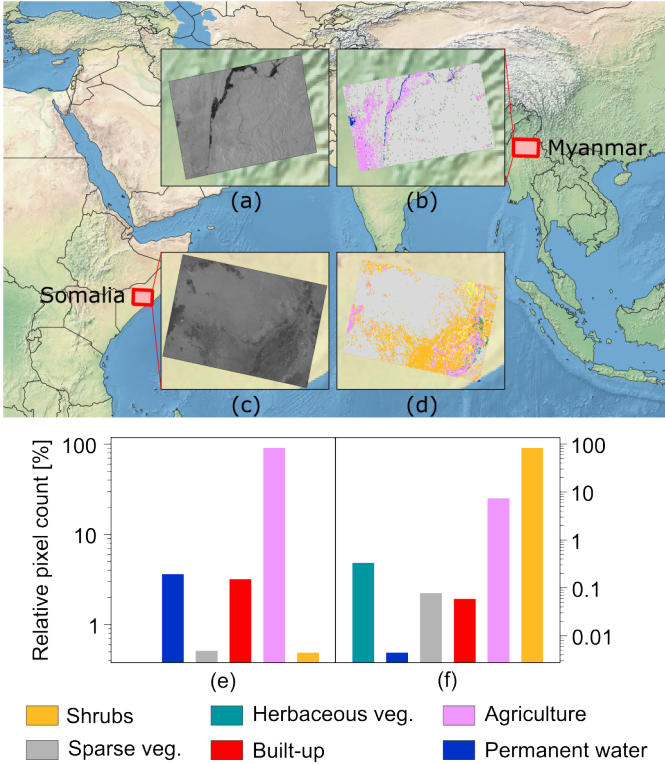 (a)
(b)
Myanmar
Somalia
(c)
(d)
Relative pixel count [%]
100
10
1
100
10
1
0.1
0.01
(e)
(f)
Shrubs
Herbaceous veg.
Agriculture
Sparse veg.
Built-up
Permanent water